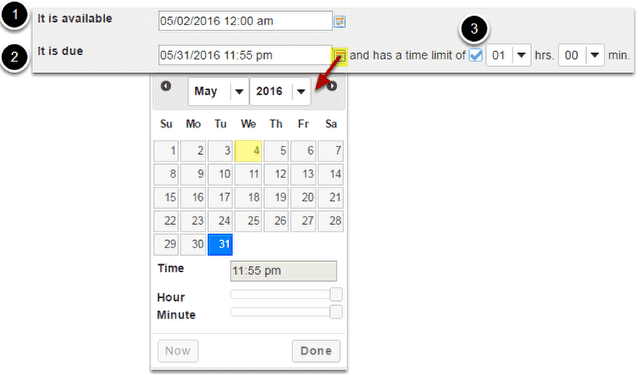 1 It is available 05/02/2016 12:00 am
3
2 It is due 05/31/2016 11:55 pm and has a time limit of 01 hrs. 00 min.
May 2016
Su Mo Tu We Th Fr Sa
1 2 3 4 5 6 7
8 9 10 11 12 13 14
15 16 17 18 19 20 21
22 23 24 25 26 27 28
29 30 31
Time 11:55 pm
Hour
Minute
Now Done